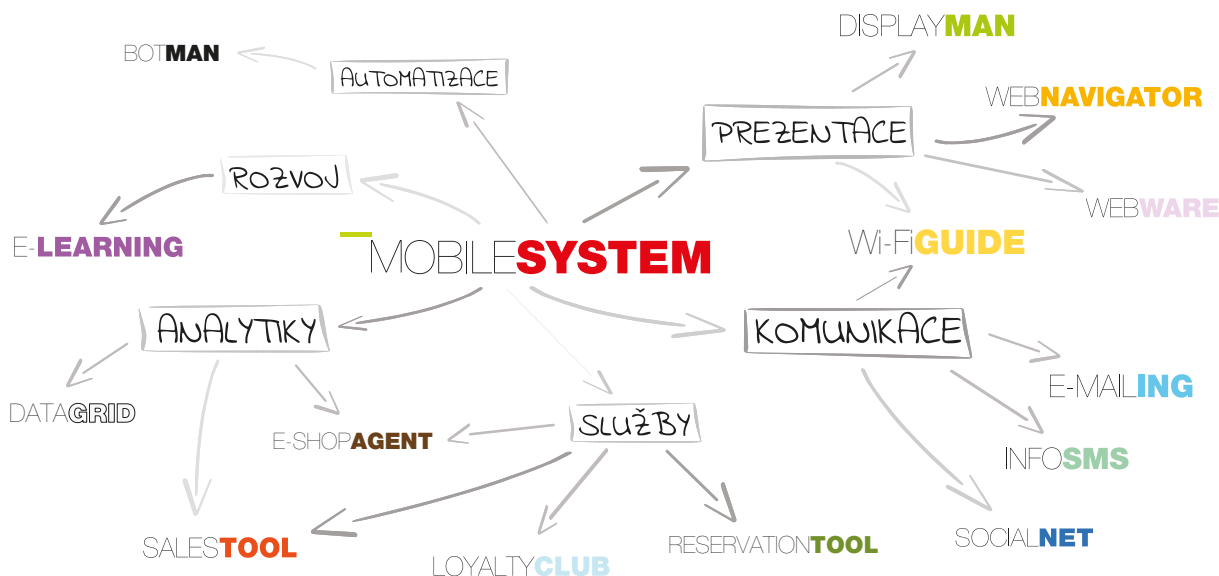 DISPLAYMAN
BOTMAN
AUTOMATIZACE
WEBNAVIGATOR
PREZENTACE
ROZVOJ
WEBWARE
E-LEARNING
Wi-FiGUIDE
MOBILESYSTEM
ANALYTIKY
KOMUNIKACE
E-MAILING
DATAGRID
SLUŽBY
E-SHOPAGENT
INFOSMS
SOCIALNET
SALESTOOL
RESERVATIONTOOL
LOYALTYCLUB